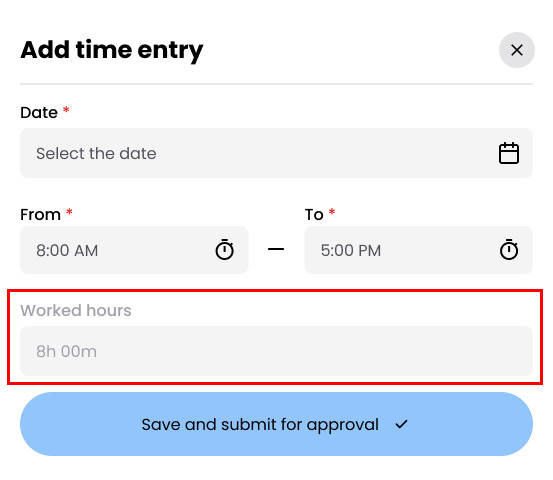 Add time entry
Date *
Select the date
From *
To *
8:00 AM
5:00 PM
Worked hours
8h 00m
Save and submit for approval